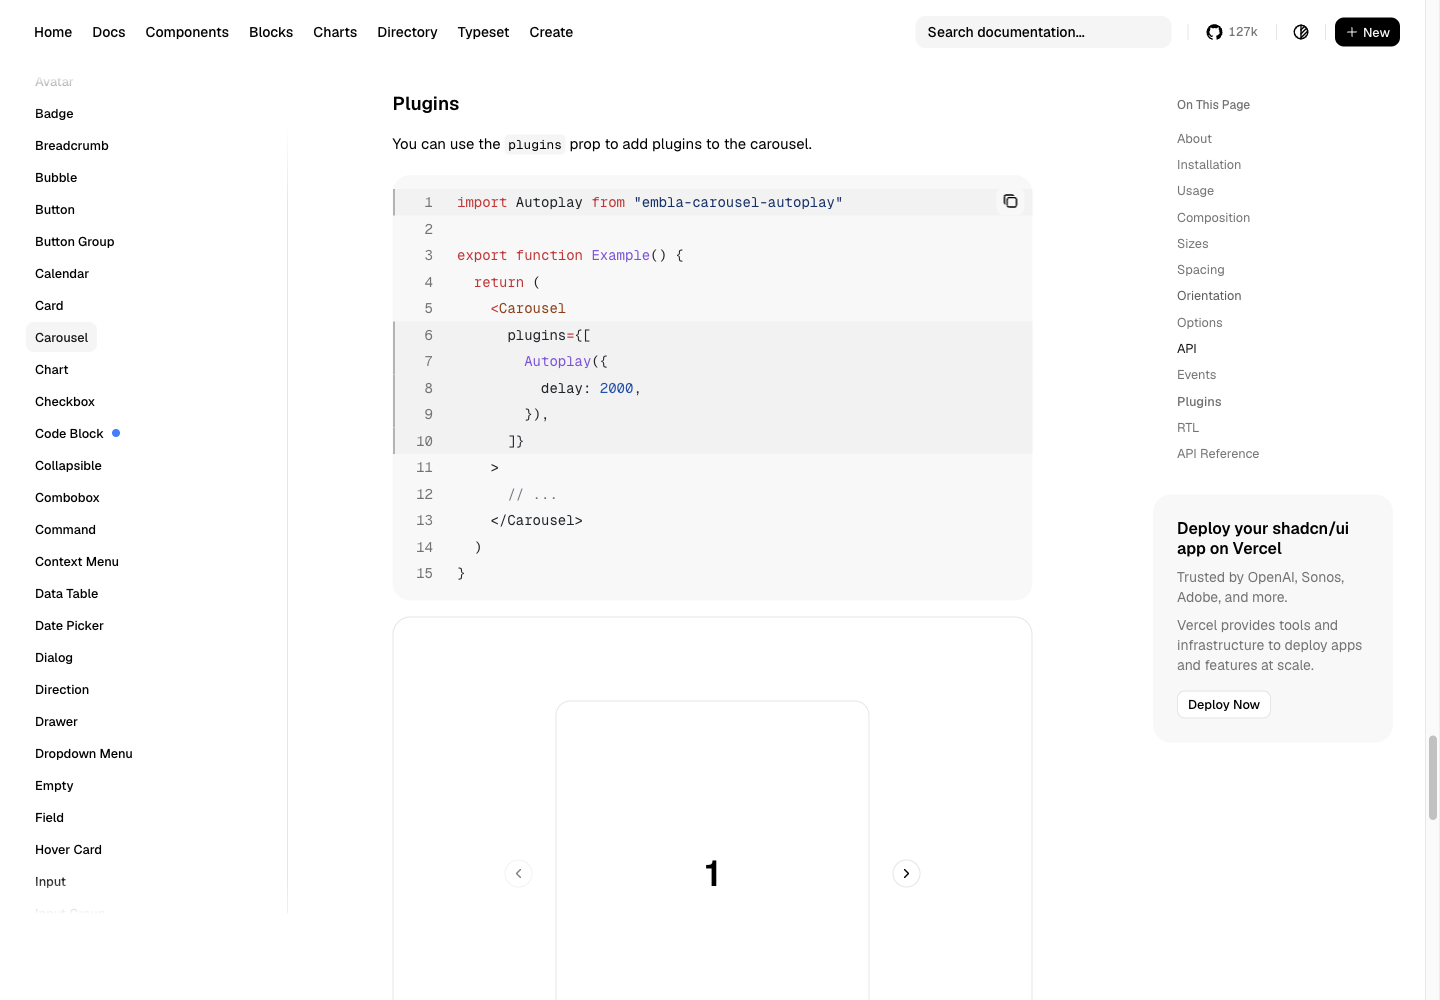 Home Docs Components Blocks Charts Directory Typeset Create
Search documentation...
127k
New
Avatar
Badge
Breadcrumb
Bubble
Button
Button Group
Calendar
Card
Carousel
Chart
Checkbox
Code Block
Collapsible
Combobox
Command
Context Menu
Data Table
Date Picker
Dialog
Direction
Drawer
Dropdown Menu
Empty
Field
Hover Card
Input
Plugins
You can use the plugins prop to add plugins to the carousel.
1 import Autoplay from "embla-carousel-autoplay"
2
3 export function Example() {
4   return (
5     <Carousel
6       plugins={[
7         Autoplay({
8           delay: 2000,
9         }),
10       ]}
11     >
12       // ...
13     </Carousel>
14   )
15 }
1
On This Page
About
Installation
Usage
Composition
Sizes
Spacing
Orientation
Options
API
Events
Plugins
RTL
API Reference
Deploy your shadcn/ui
app on Vercel
Trusted by OpenAI, Sonos,
Adobe, and more.
Vercel provides tools and
infrastructure to deploy apps
and features at scale.
Deploy Now